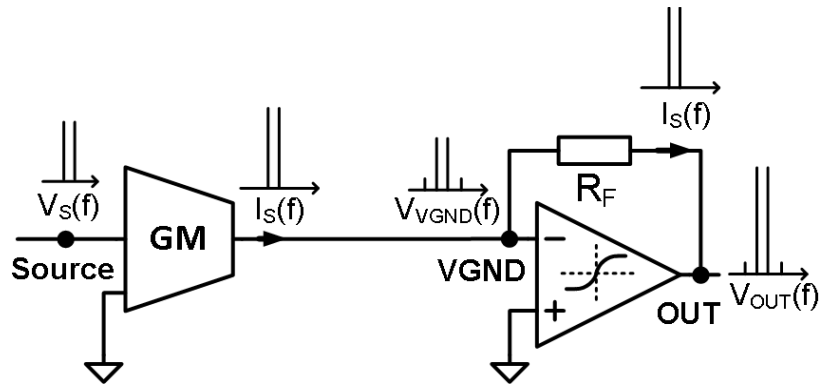 I_S(f)
V_S(f)
I_S(f)
V_VGND(f)
R_F
GM
Source
VGND
−
+
OUT
V_OUT(f)